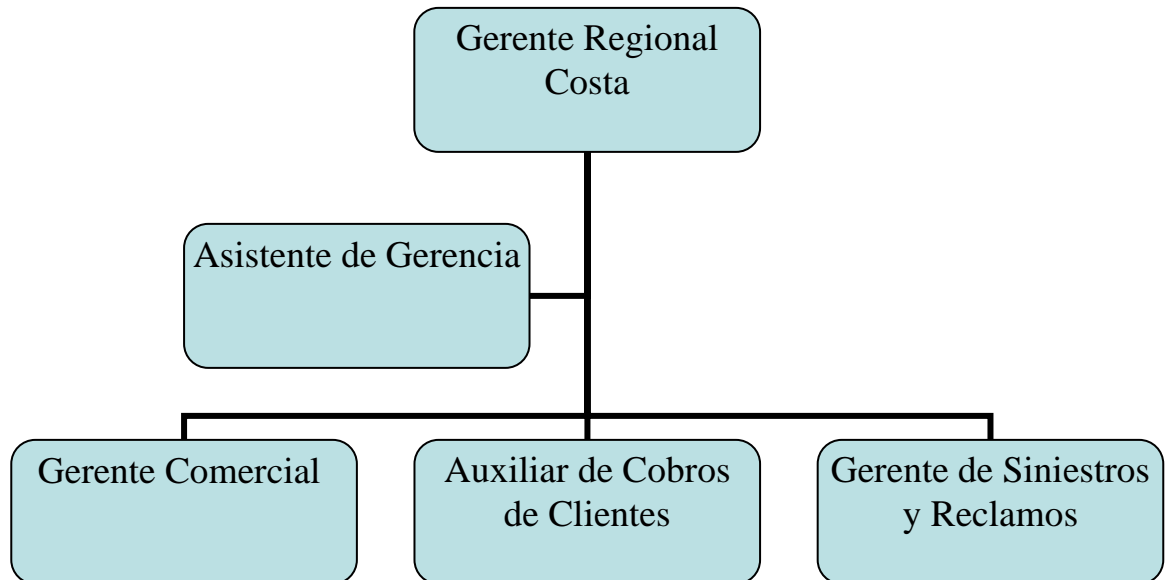 Gerente Regional
Costa
Asistente de Gerencia
Gerente Comercial
Auxiliar de Cobros
de Clientes
Gerente de Siniestros
y Reclamos